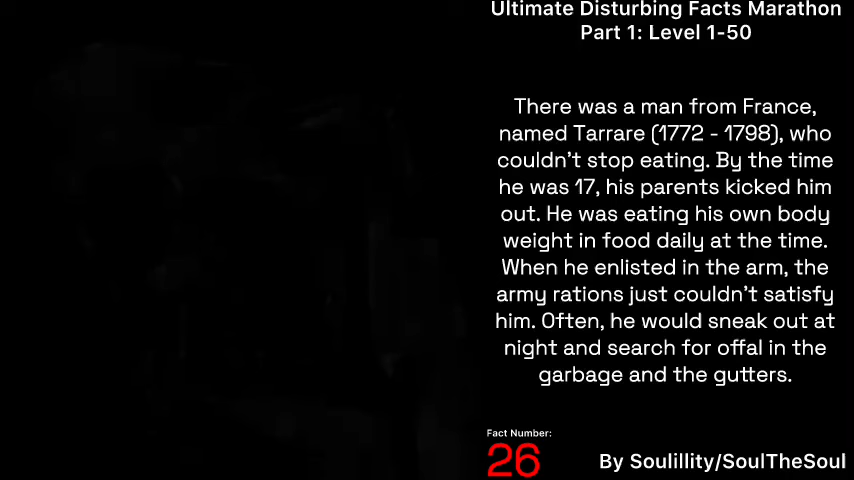 Ultimate Disturbing Facts Marathon
Part 1: Level 1-50
There was a man from France,
named Tarrare (1772 - 1798), who
couldn't stop eating. By the time
he was 17, his parents kicked him
out. He was eating his own body
weight in food daily at the time.
When he enlisted in the arm, the
army rations just couldn't satisfy
him. Often, he would sneak out at
night and search for offal in the
garbage and the gutters.
Fact Number:
26
By Soulillity/SoulTheSoul